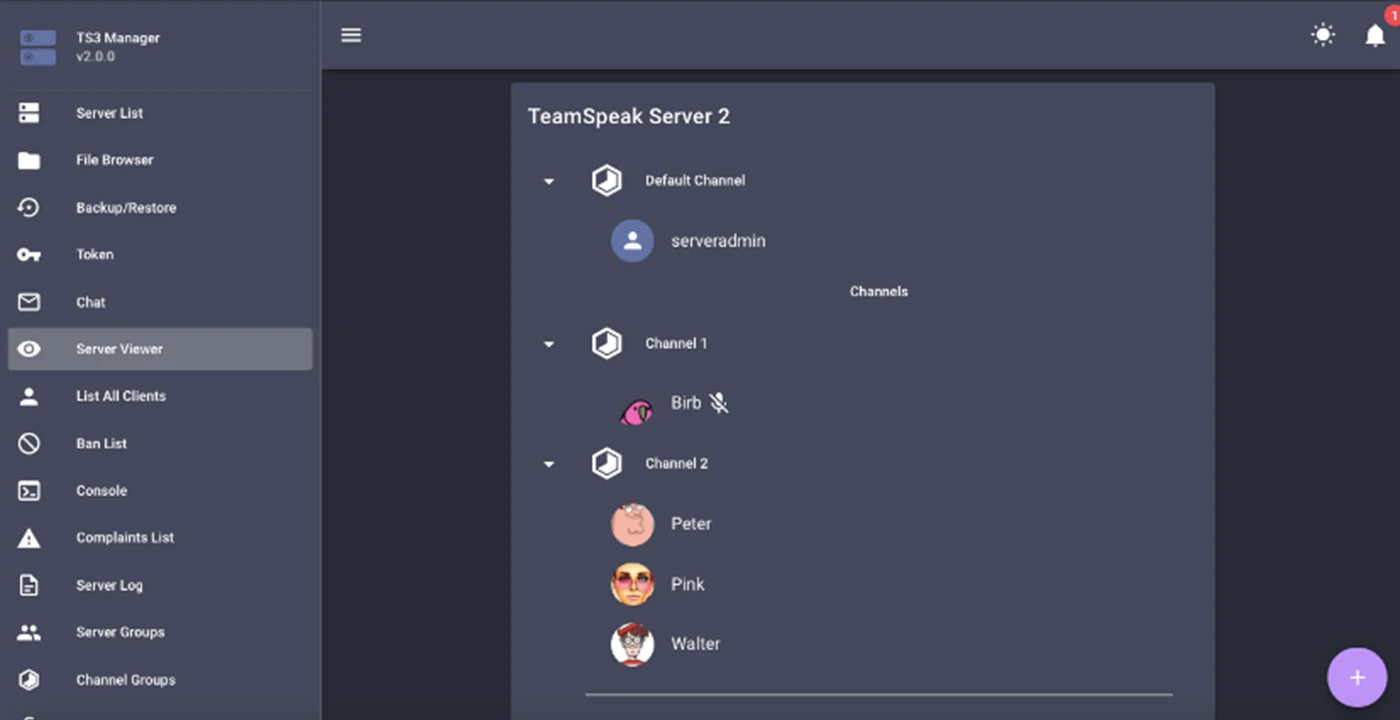 TS3 Manager
v2.0.0
Server List
File Browser
Backup/Restore
Token
Chat
Server Viewer
List All Clients
Ban List
Console
Complaints List
Server Log
Server Groups
Channel Groups
1
TeamSpeak Server 2
Default Channel
serveradmin
Channels
Channel 1
Birb
Channel 2
Peter
Pink
Walter